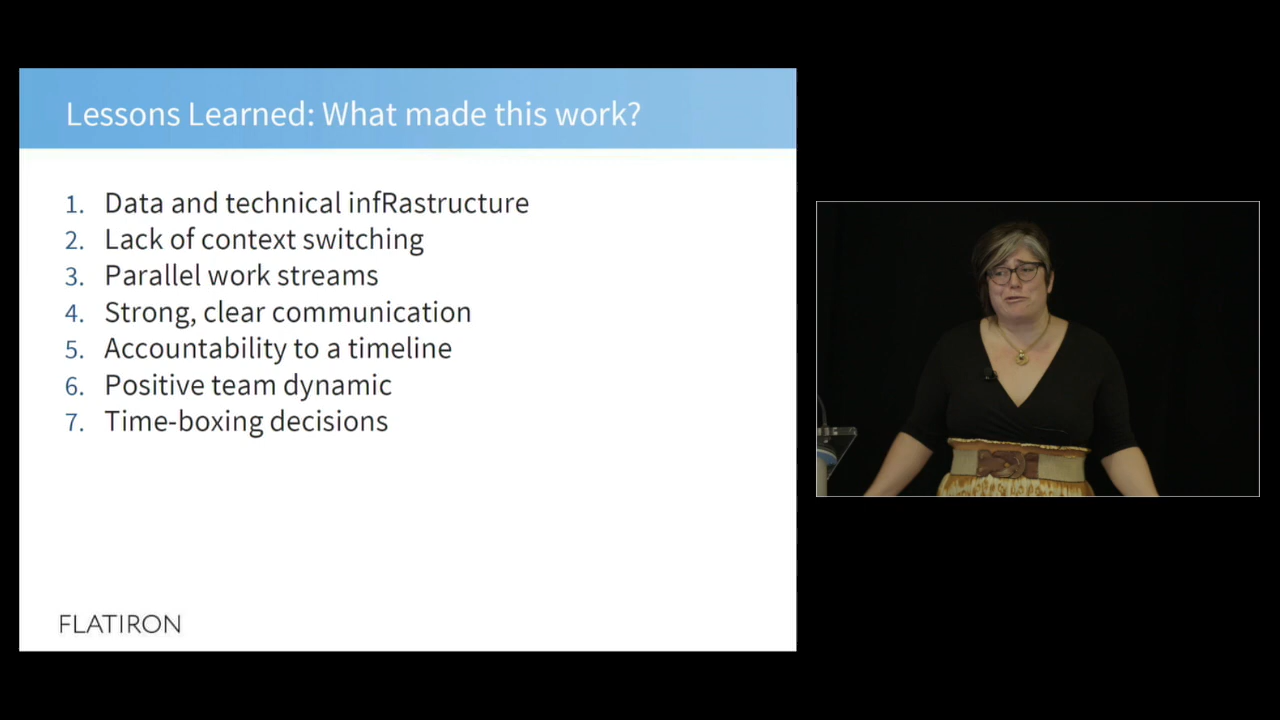 Lessons Learned: What made this work?
1. Data and technical infRastructure
2. Lack of context switching
3. Parallel work streams
4. Strong, clear communication
5. Accountability to a timeline
6. Positive team dynamic
7. Time-boxing decisions
FLATIRON